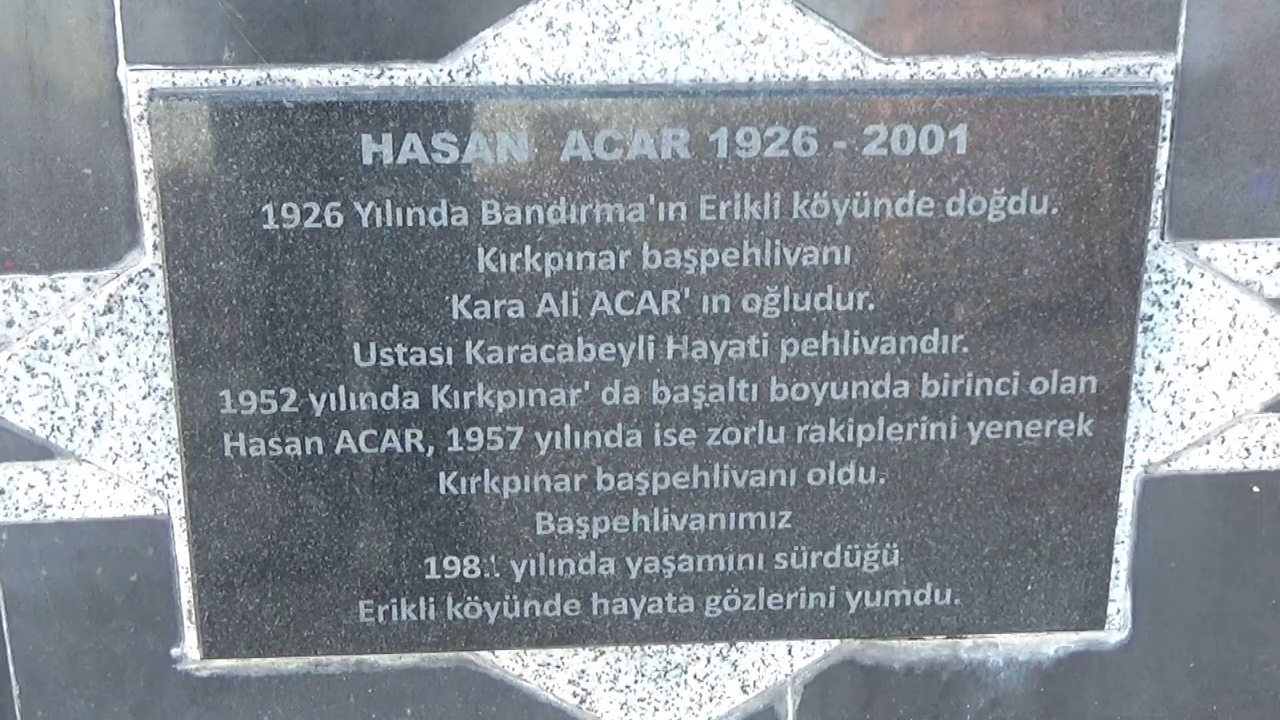 HASAN ACAR 1926 - 2001
1926 Yılında Bandırma'ın Erikli köyünde doğdu.
Kırkpınar başpehlivanı
Kara Ali ACAR' ın oğludur.
Ustası Karacabeyli Hayati pehlivandır.
1952 yılında Kırkpınar' da başaltı boyunda birinci olan
Hasan ACAR, 1957 yılında ise zorlu rakiplerini yenerek
Kırkpınar başpehlivanı oldu.
Başpehlivanımız
yılında yaşamını sürdüğü
Erikli köyünde hayata gözlerini yumdu.